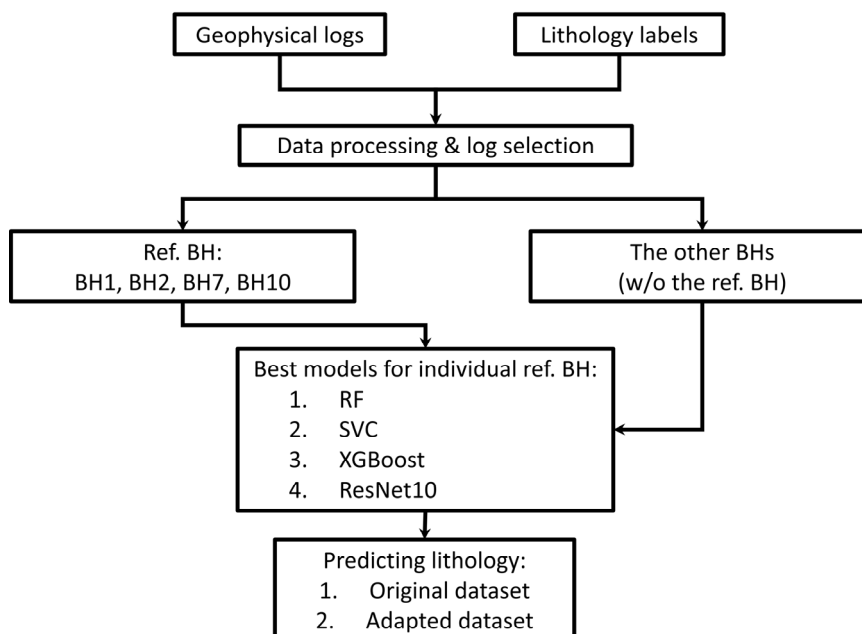 Geophysical logs
Lithology labels
Data processing & log selection
Ref. BH:
BH1, BH2, BH7, BH10
The other BHs
(w/o the ref. BH)
Best models for individual ref. BH:
1. RF
2. SVC
3. XGBoost
4. ResNet10
Predicting lithology:
1. Original dataset
2. Adapted dataset